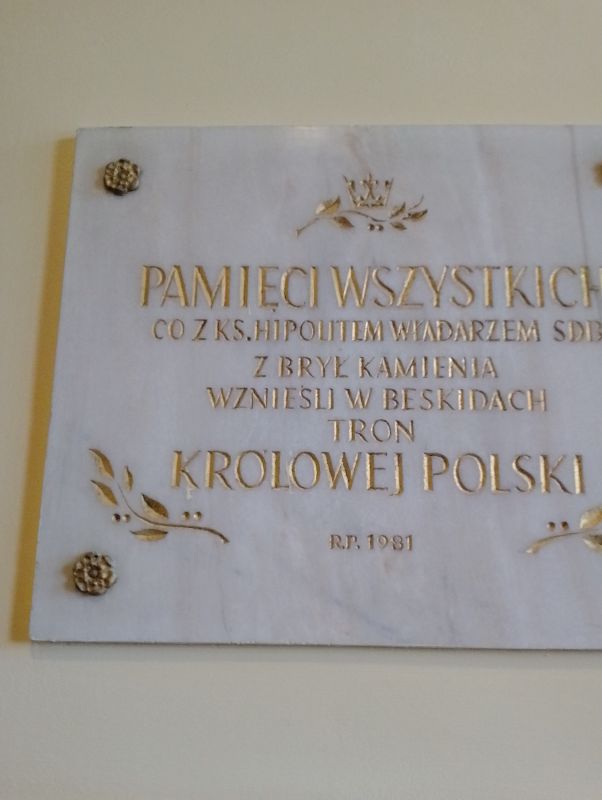 PAMIĘCI WSZYSTKICH
CO Z KS. HIPOLITEM WŁADARZEM SDB
Z BRYŁ KAMIENIA
WZNIEŚLI W BESKIDACH
TRON
KRÓLOWEJ POLSKI
R.P. 1981